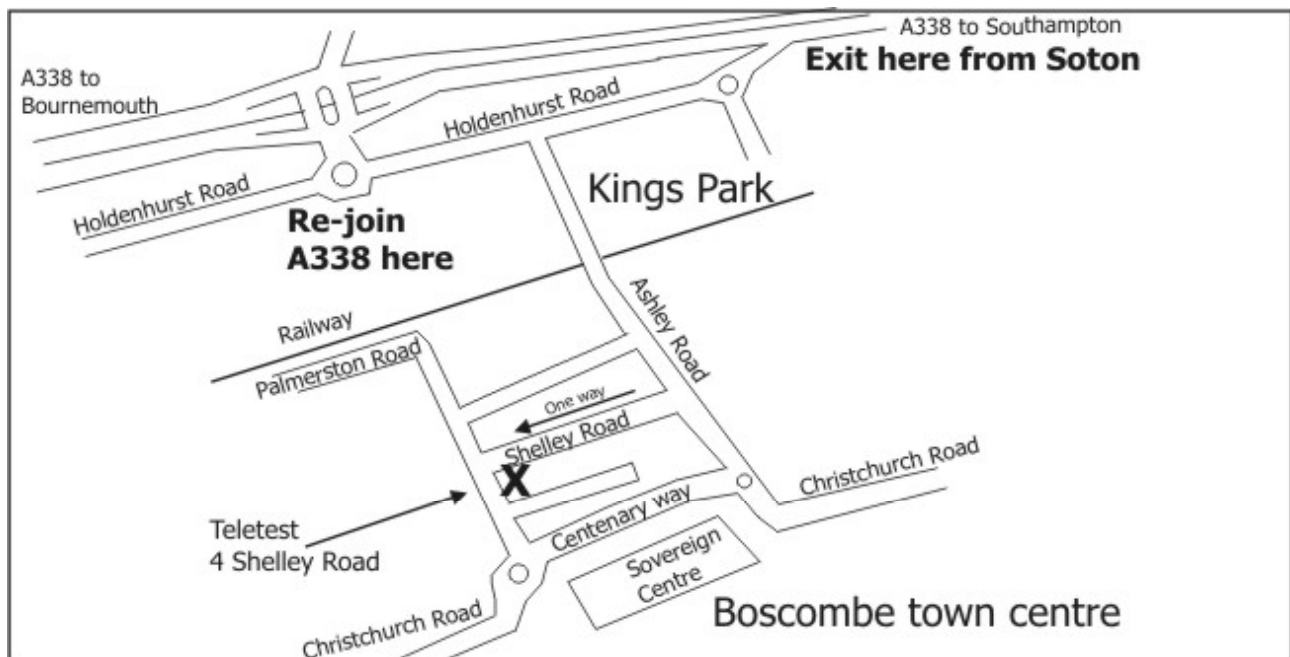 A338 to Southampton
Exit here from Soton
A338 to
Bournemouth
Holdenhurst Road
Holdenhurst Road
Kings Park
Re-join
A338 here
Railway
Palmerston Road
Ashley Road
One way
Shelley Road
X
Christchurch Road
Centenary way
Teletest
4 Shelley Road
Sovereign
Centre
Christchurch Road
Boscombe town centre